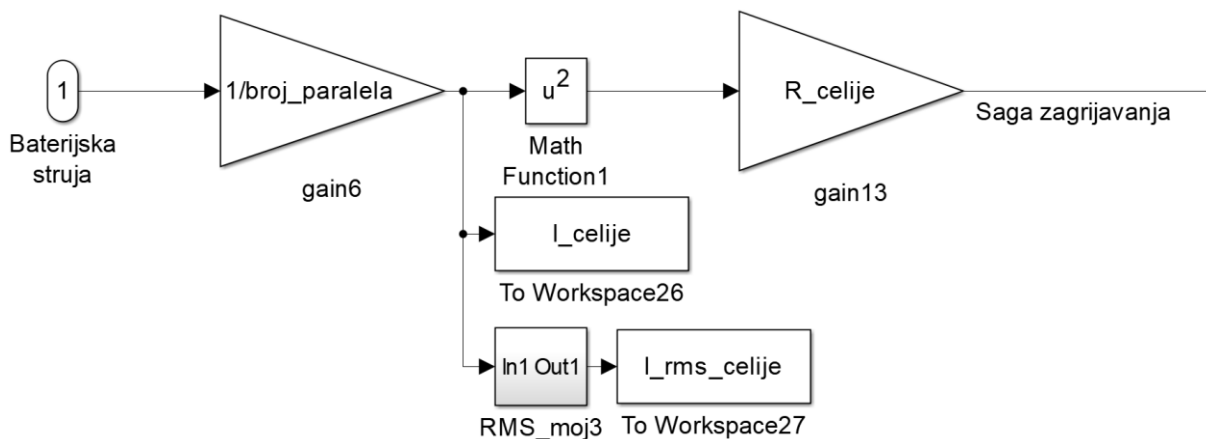 1
Baterijska
struja
1/broj_paralela
gain6
u²
Math
Function1
R_celije
gain13
Saga zagrijavanja
I_celije
To Workspace26
In1 Out1
RMS_moj3
I_rms_celije
To Workspace27